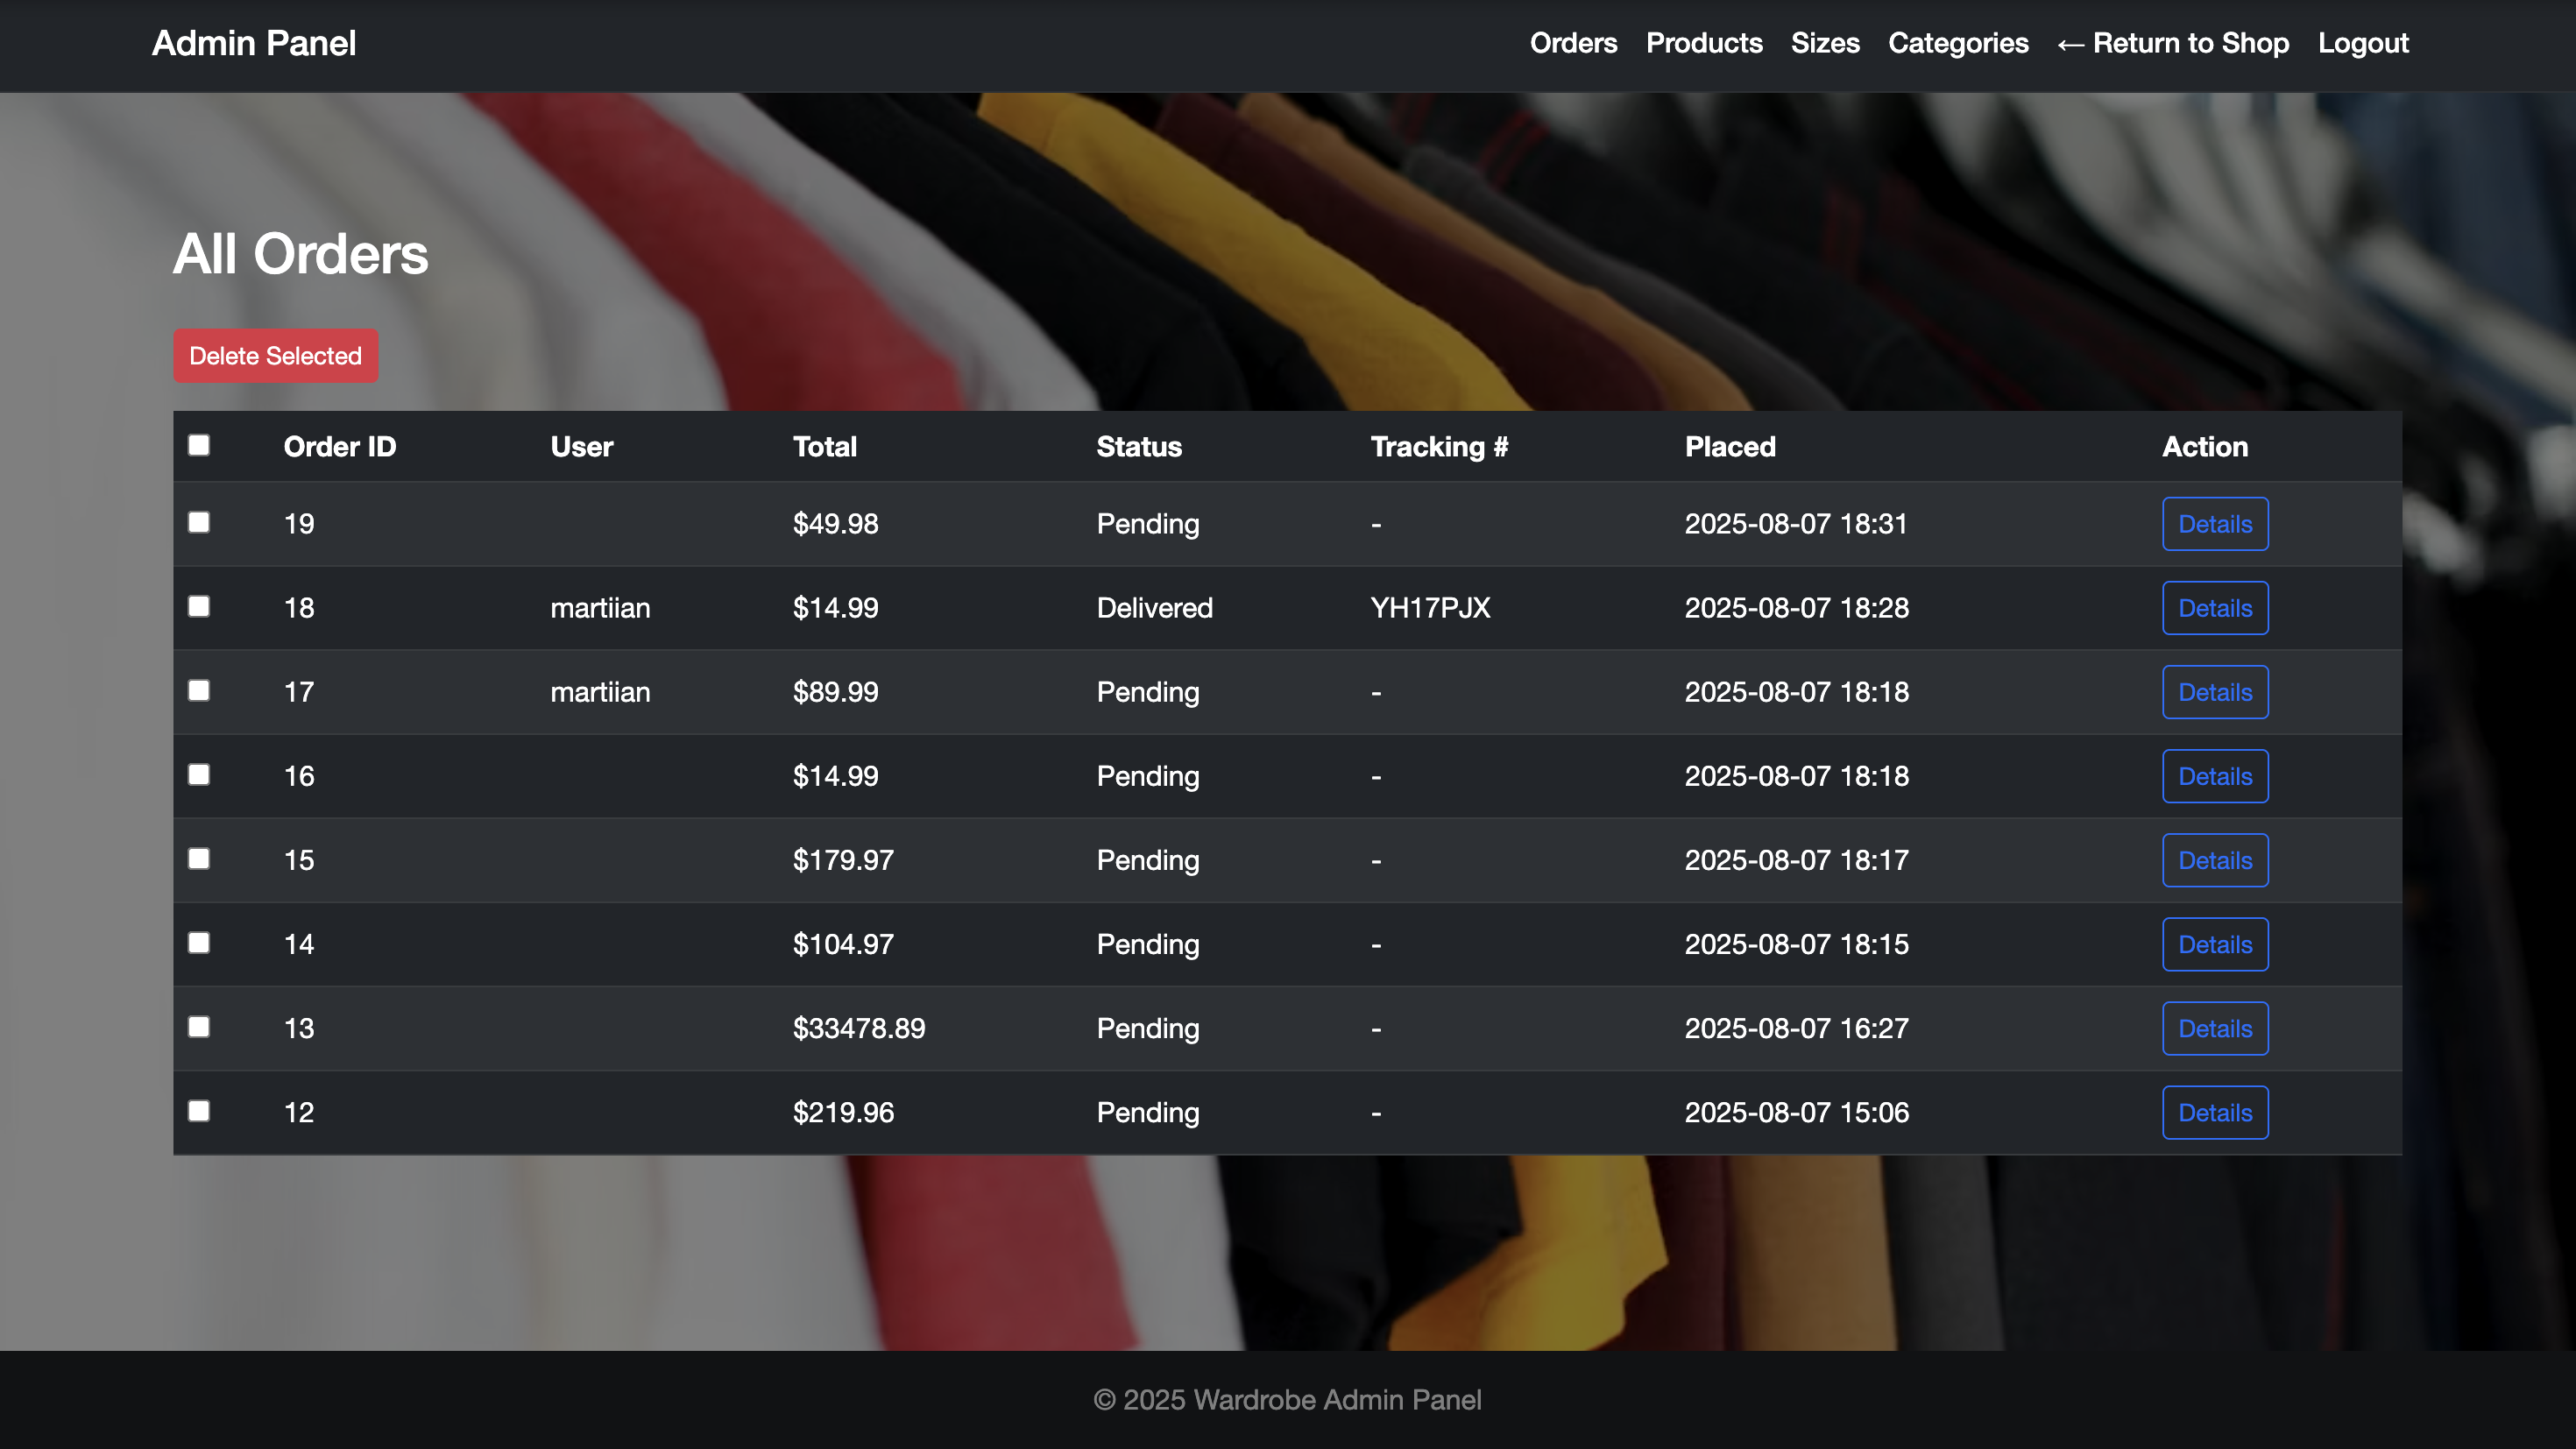 Admin Panel Orders Products Sizes Categories ← Return to Shop Logout
All Orders
Delete Selected
Order ID User Total Status Tracking # Placed Action
19 $49.98 Pending - 2025-08-07 18:31 Details
18 martiian $14.99 Delivered YH17PJX 2025-08-07 18:28 Details
17 martiian $89.99 Pending - 2025-08-07 18:18 Details
16 $14.99 Pending - 2025-08-07 18:18 Details
15 $179.97 Pending - 2025-08-07 18:17 Details
14 $104.97 Pending - 2025-08-07 18:15 Details
13 $33478.89 Pending - 2025-08-07 16:27 Details
12 $219.96 Pending - 2025-08-07 15:06 Details
© 2025 Wardrobe Admin Panel